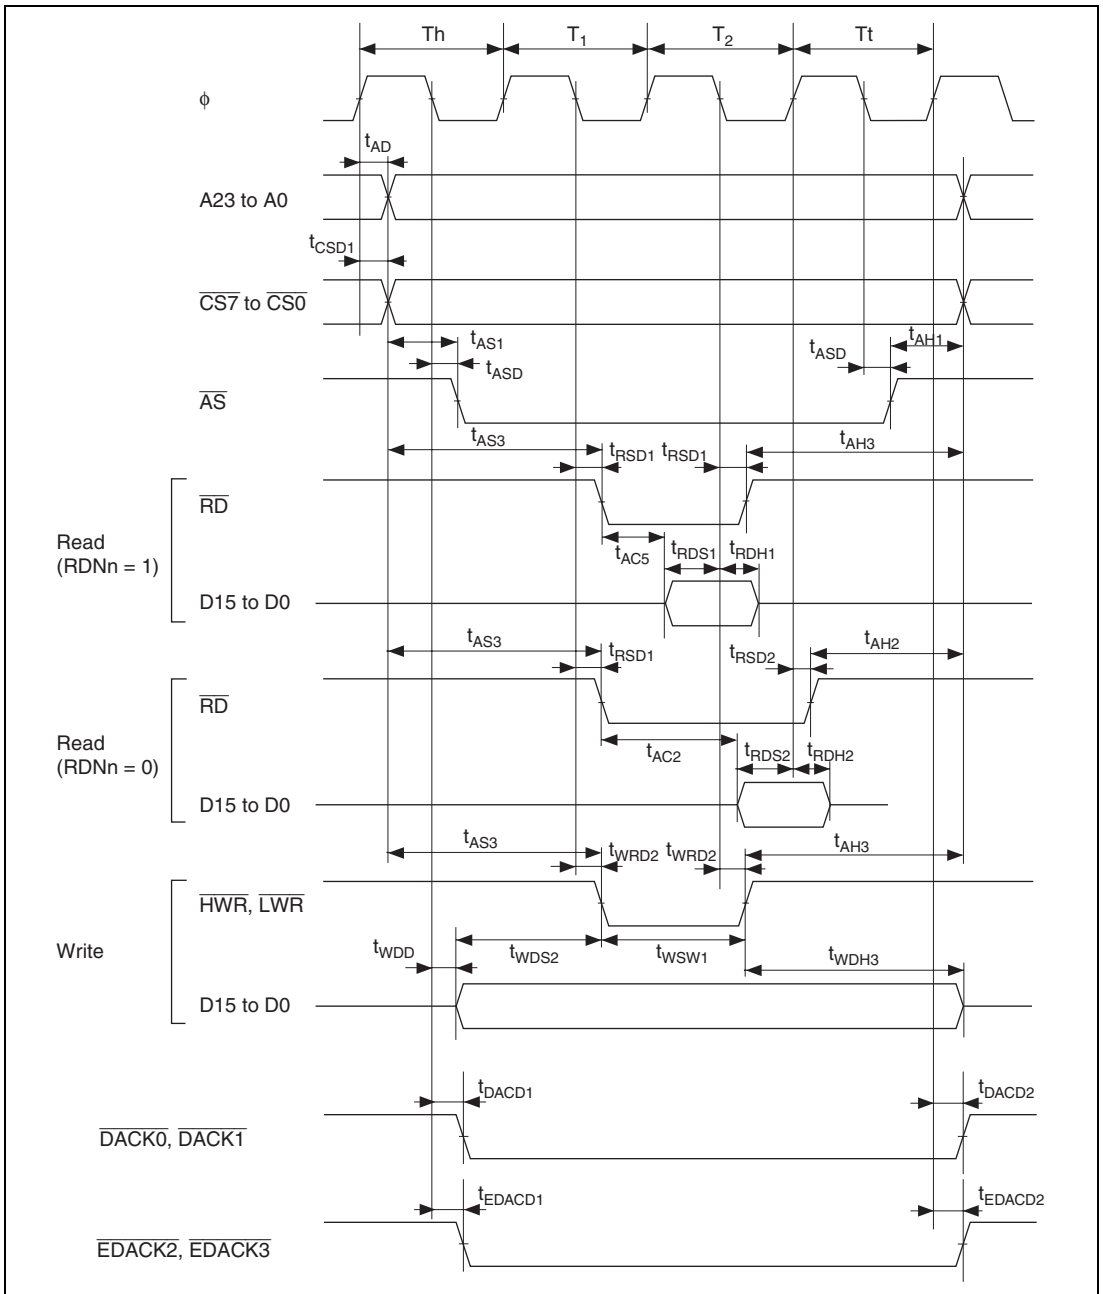 Th T1 T2 Tt
φ
tAD
A23 to A0
tCSD1
CS7 to CS0
tAS1 tAH1
tASD tASD
AS
tAS3 tRSD1 tRSD1 tAH3
RD
Read
(RDNn = 1)
tAC5 tRDS1 tRDH1
D15 to D0
tAS3 tRSD1 tRSD2 tAH2
RD
Read
(RDNn = 0)
tAC2 tRDS2 tRDH2
D15 to D0
tAS3 tWRD2 tWRD2 tAH3
HWR, LWR
Write
tWDD tWDS2 tWSW1 tWDH3
D15 to D0
tDACD1 tDACD2
DACK0, DACK1
tEDACD1 tEDACD2
EDACK2, EDACK3